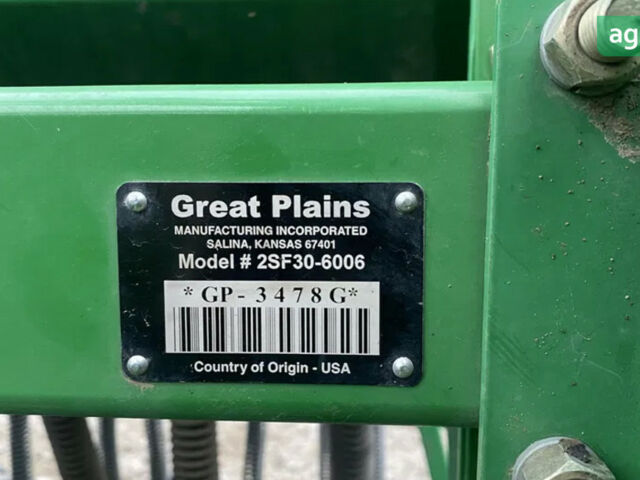 ag
Great Plains
MANUFACTURING INCORPORATED
SALINA, KANSAS 67401
Model # 2SF30-6006
*GP-3478G*
Country of Origin - USA